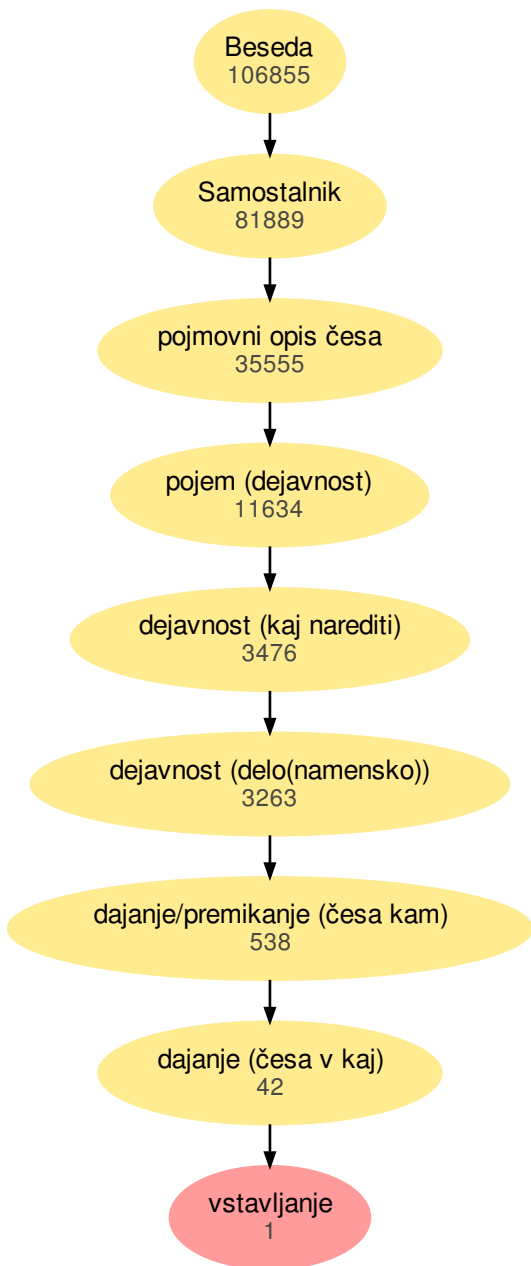 Beseda
106855
Samostalnik
81889
pojmovni opis česa
35555
pojem (dejavnost)
11634
dejavnost (kaj narediti)
3476
dejavnost (delo(namensko))
3263
dajanje/premikanje (česa kam)
538
dajanje (česa v kaj)
42
vstavljanje
1